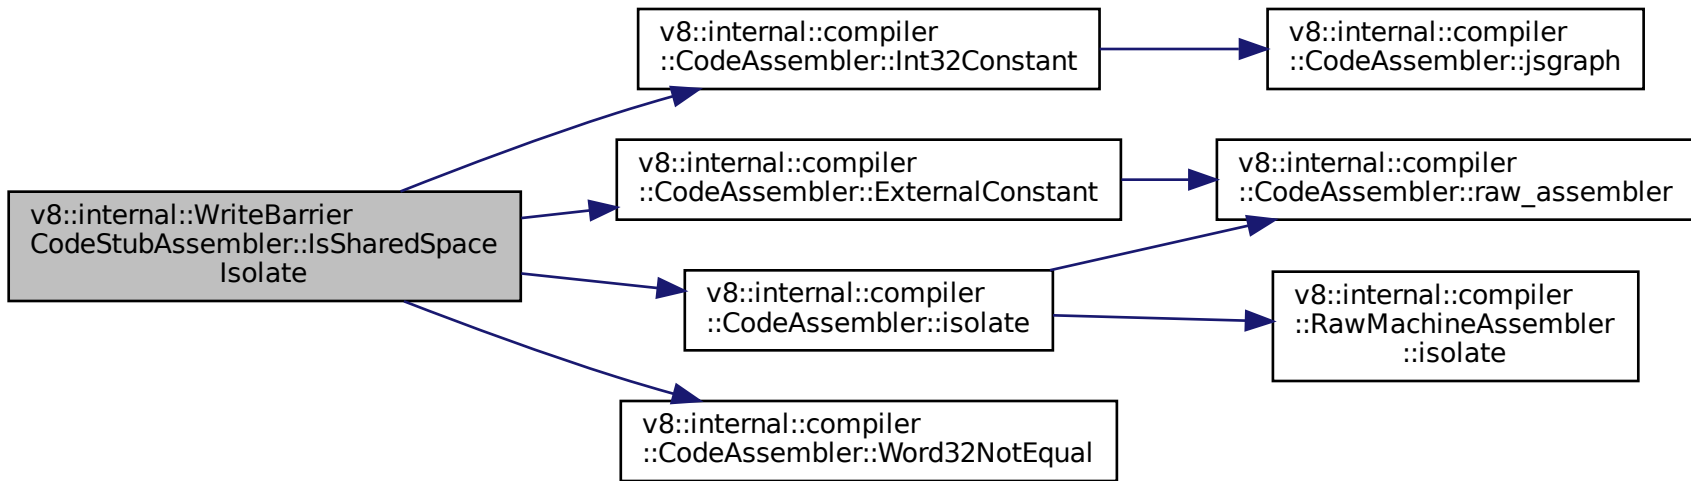 v8::internal::WriteBarrier
CodeStubAssembler::IsSharedSpace
Isolate
v8::internal::compiler
::CodeAssembler::Int32Constant
v8::internal::compiler
::CodeAssembler::jsgraph
v8::internal::compiler
::CodeAssembler::ExternalConstant
v8::internal::compiler
::CodeAssembler::raw_assembler
v8::internal::compiler
::CodeAssembler::isolate
v8::internal::compiler
::RawMachineAssembler
::isolate
v8::internal::compiler
::CodeAssembler::Word32NotEqual